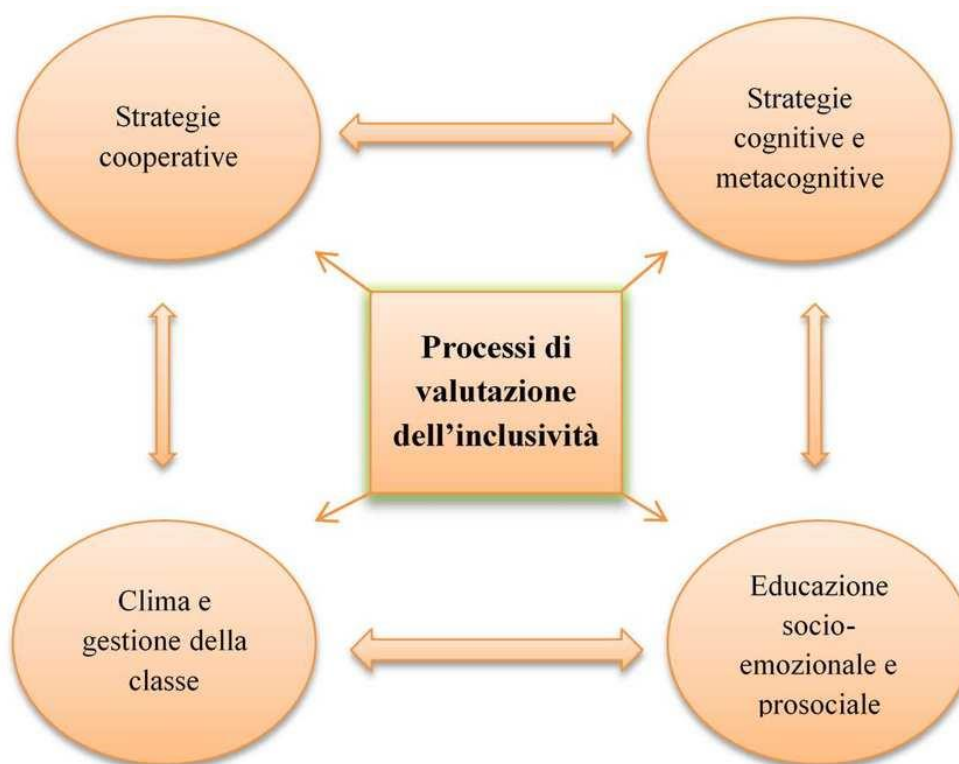 Strategie
cooperative
Strategie
cognitive e
metacognitive
Processi di
valutazione
dell’inclusività
Clima e
gestione della
classe
Educazione
socio-
emozionale e
prosociale